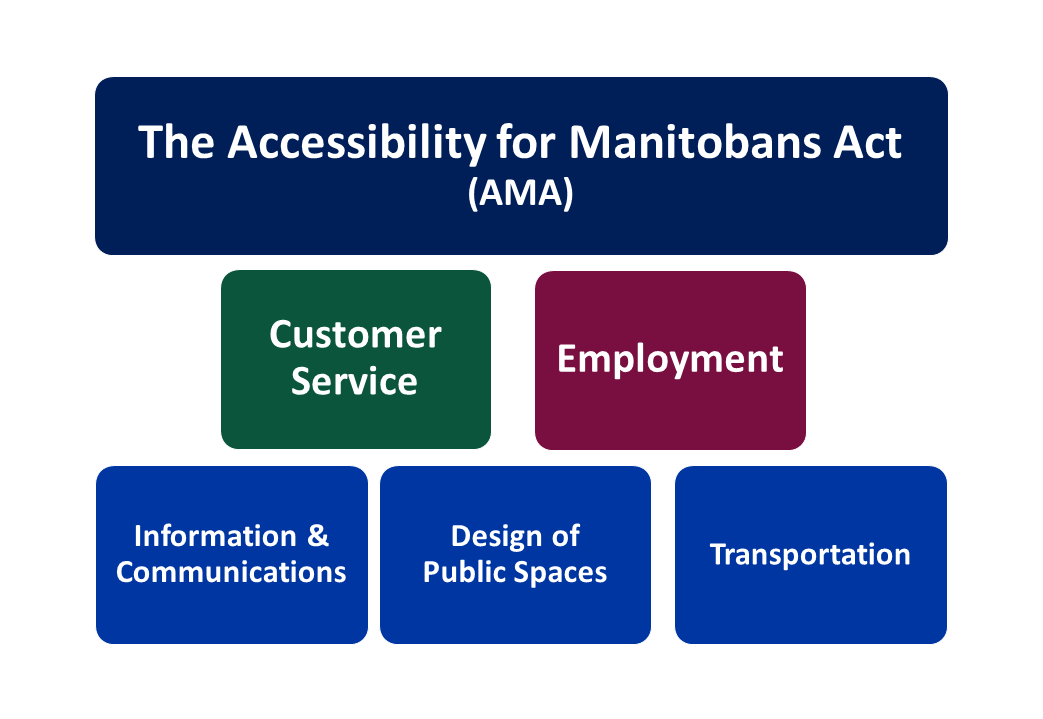 The Accessibility for Manitobans Act
(AMA)
Customer
Service
Employment
Information &
Communications
Design of
Public Spaces
Transportation